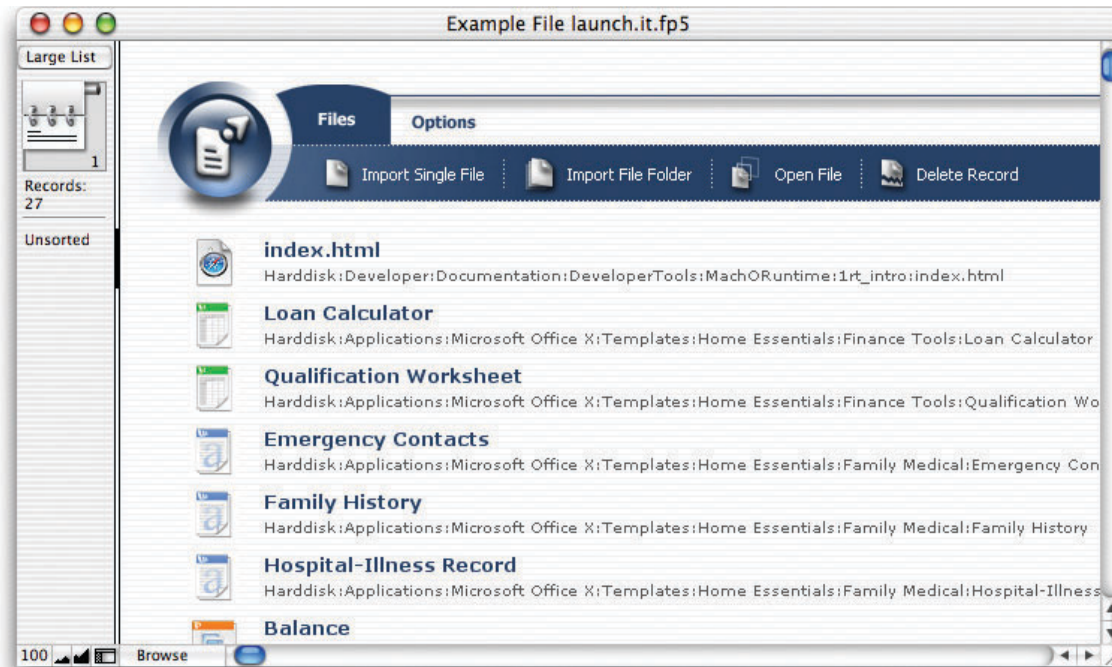 Example File launch.it.fp5
Large List
1
Records:
27
Unsorted
Files
Options
Import Single File
Import File Folder
Open File
Delete Record
index.html
Harddisk:Developer:Documentation:DeveloperTools:MachORuntime:1rt_intro:index.html
Loan Calculator
Harddisk:Applications:Microsoft Office X:Templates:Home Essentials:Finance Tools:Loan Calculator
Qualification Worksheet
Harddisk:Applications:Microsoft Office X:Templates:Home Essentials:Finance Tools:Qualification Wo
Emergency Contacts
Harddisk:Applications:Microsoft Office X:Templates:Home Essentials:Family Medical:Emergency Con
Family History
Harddisk:Applications:Microsoft Office X:Templates:Home Essentials:Family Medical:Family History
Hospital-Illness Record
Harddisk:Applications:Microsoft Office X:Templates:Home Essentials:Family Medical:Hospital-Illness
Balance
100
Browse